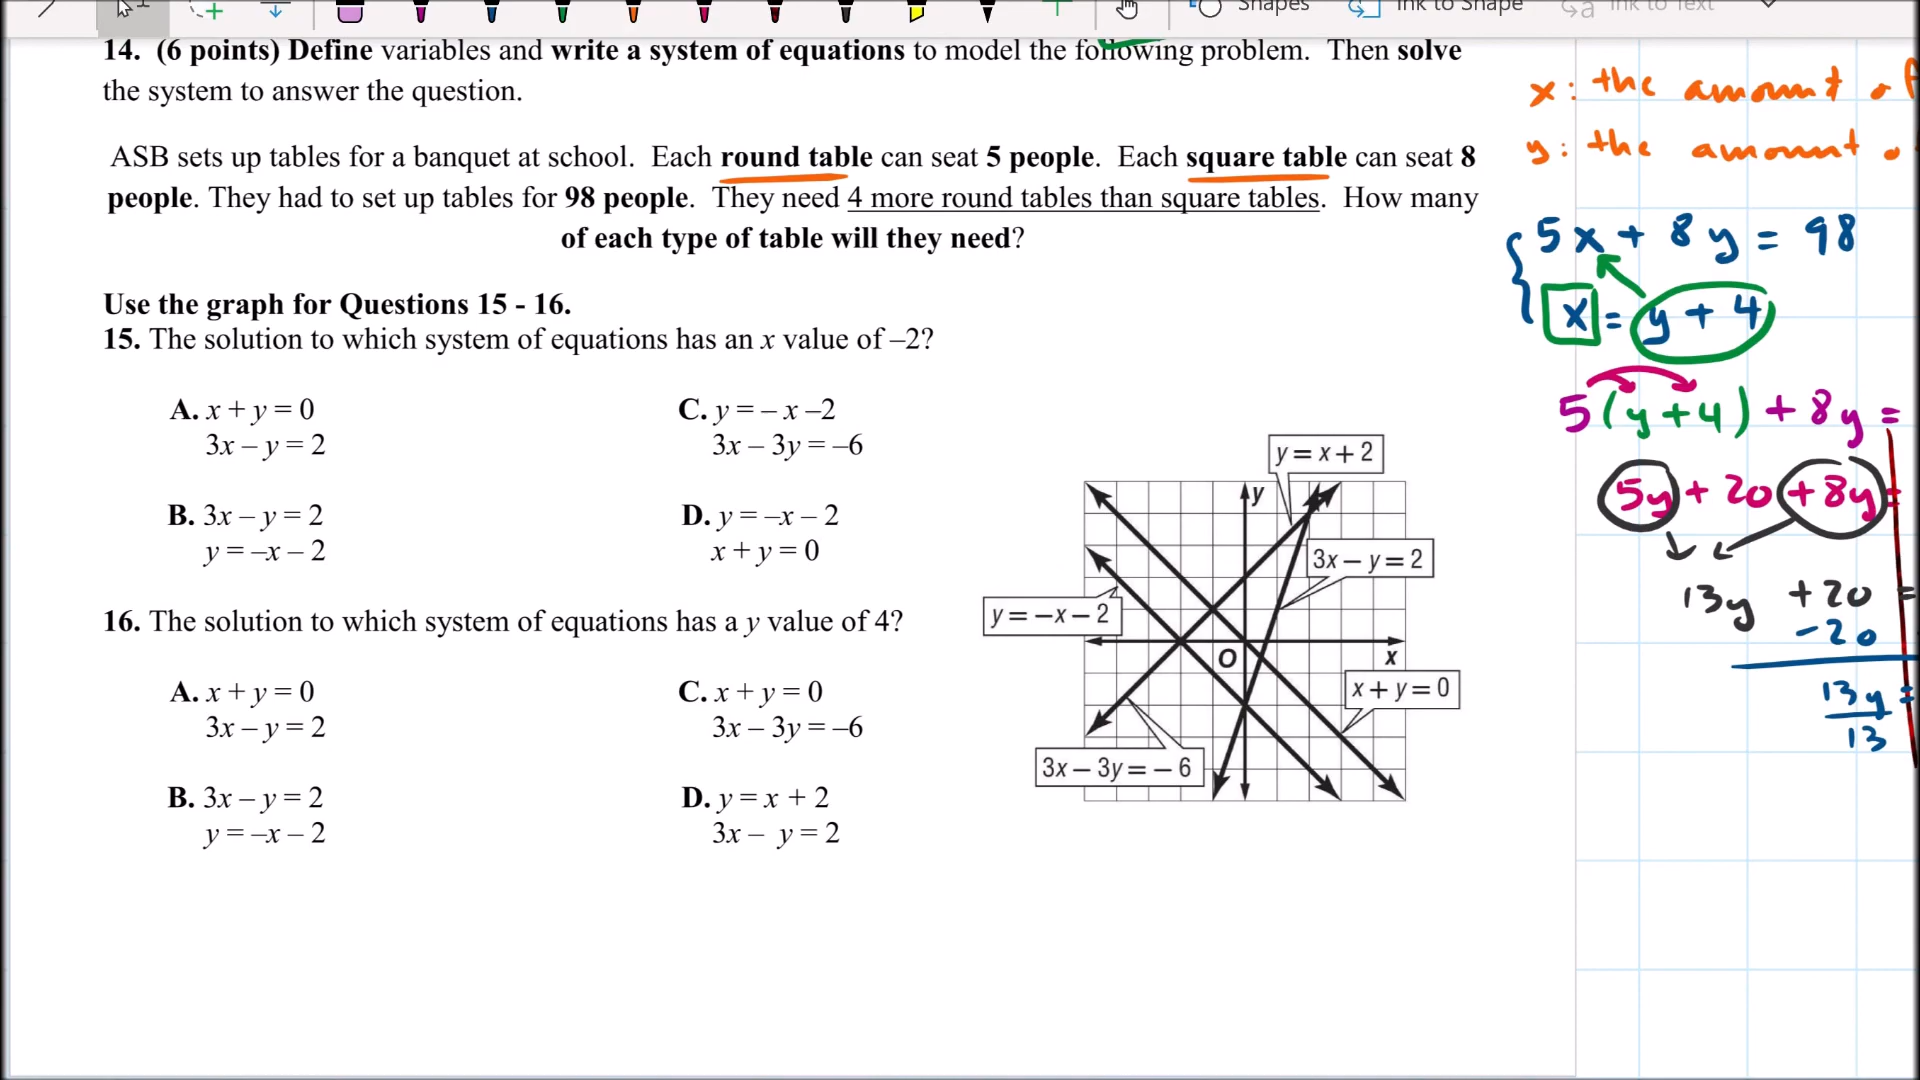 Shapes Ink to Shape Ink to Text
14. (6 points) Define variables and write a system of equations to model the following problem. Then solve
the system to answer the question.
ASB sets up tables for a banquet at school. Each round table can seat 5 people. Each square table can seat 8
people. They had to set up tables for 98 people. They need 4 more round tables than square tables. How many
of each type of table will they need?
Use the graph for Questions 15 - 16.
15. The solution to which system of equations has an x value of –2?
A. x + y = 0
3x – y = 2
C. y = – x –2
3x – 3y = –6
B. 3x – y = 2
y = –x – 2
D. y = –x – 2
x + y = 0
16. The solution to which system of equations has a y value of 4?
A. x + y = 0
3x – y = 2
C. x + y = 0
3x – 3y = –6
B. 3x – y = 2
y = –x – 2
D. y = x + 2
3x – y = 2
y = x + 2
y
3x – y = 2
y = –x – 2
O
x
x + y = 0
3x – 3y = – 6
x: the amount of
y: the amount o
5x + 8y = 98
x = y + 4
5(y+4) + 8y =
5y + 20 + 8y =
13y +20 =
-20
13y =
13